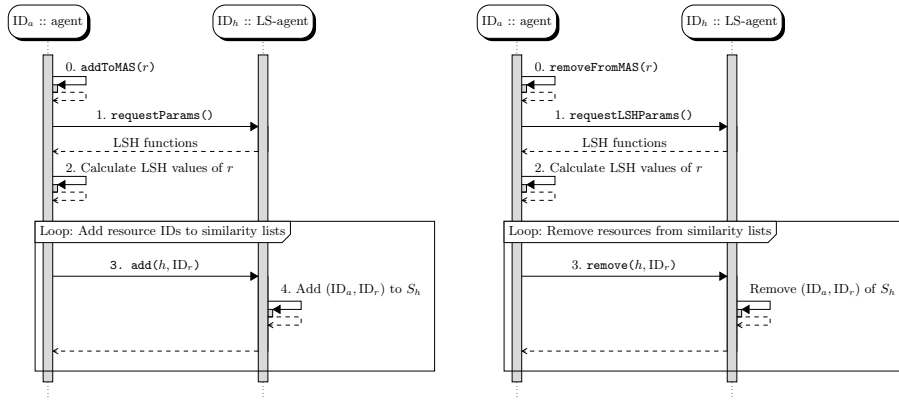 ID_a :: agent
ID_h :: LS-agent
0. addToMAS(r)
1. requestParams()
LSH functions
2. Calculate LSH values of r
Loop: Add resource IDs to similarity lists
3. add(h, ID_r)
4. Add (ID_a, ID_r) to S_h
ID_a :: agent
ID_h :: LS-agent
0. removeFromMAS(r)
1. requestLSHParams()
LSH functions
2. Calculate LSH values of r
Loop: Remove resources from similarity lists
3. remove(h, ID_r)
Remove (ID_a, ID_r) of S_h